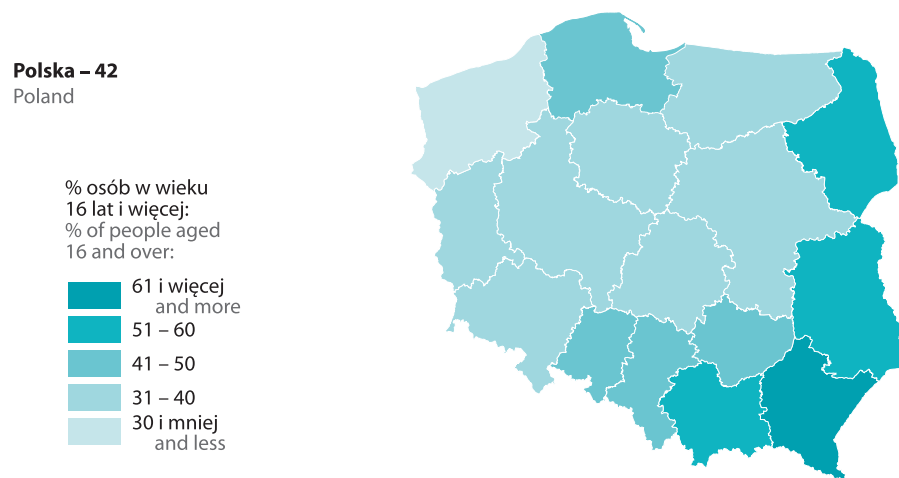 Polska – 42
Poland
% osób w wieku
16 lat i więcej:
% of people aged
16 and over:
61 i więcej
and more
51 – 60
41 – 50
31 – 40
30 i mniej
and less